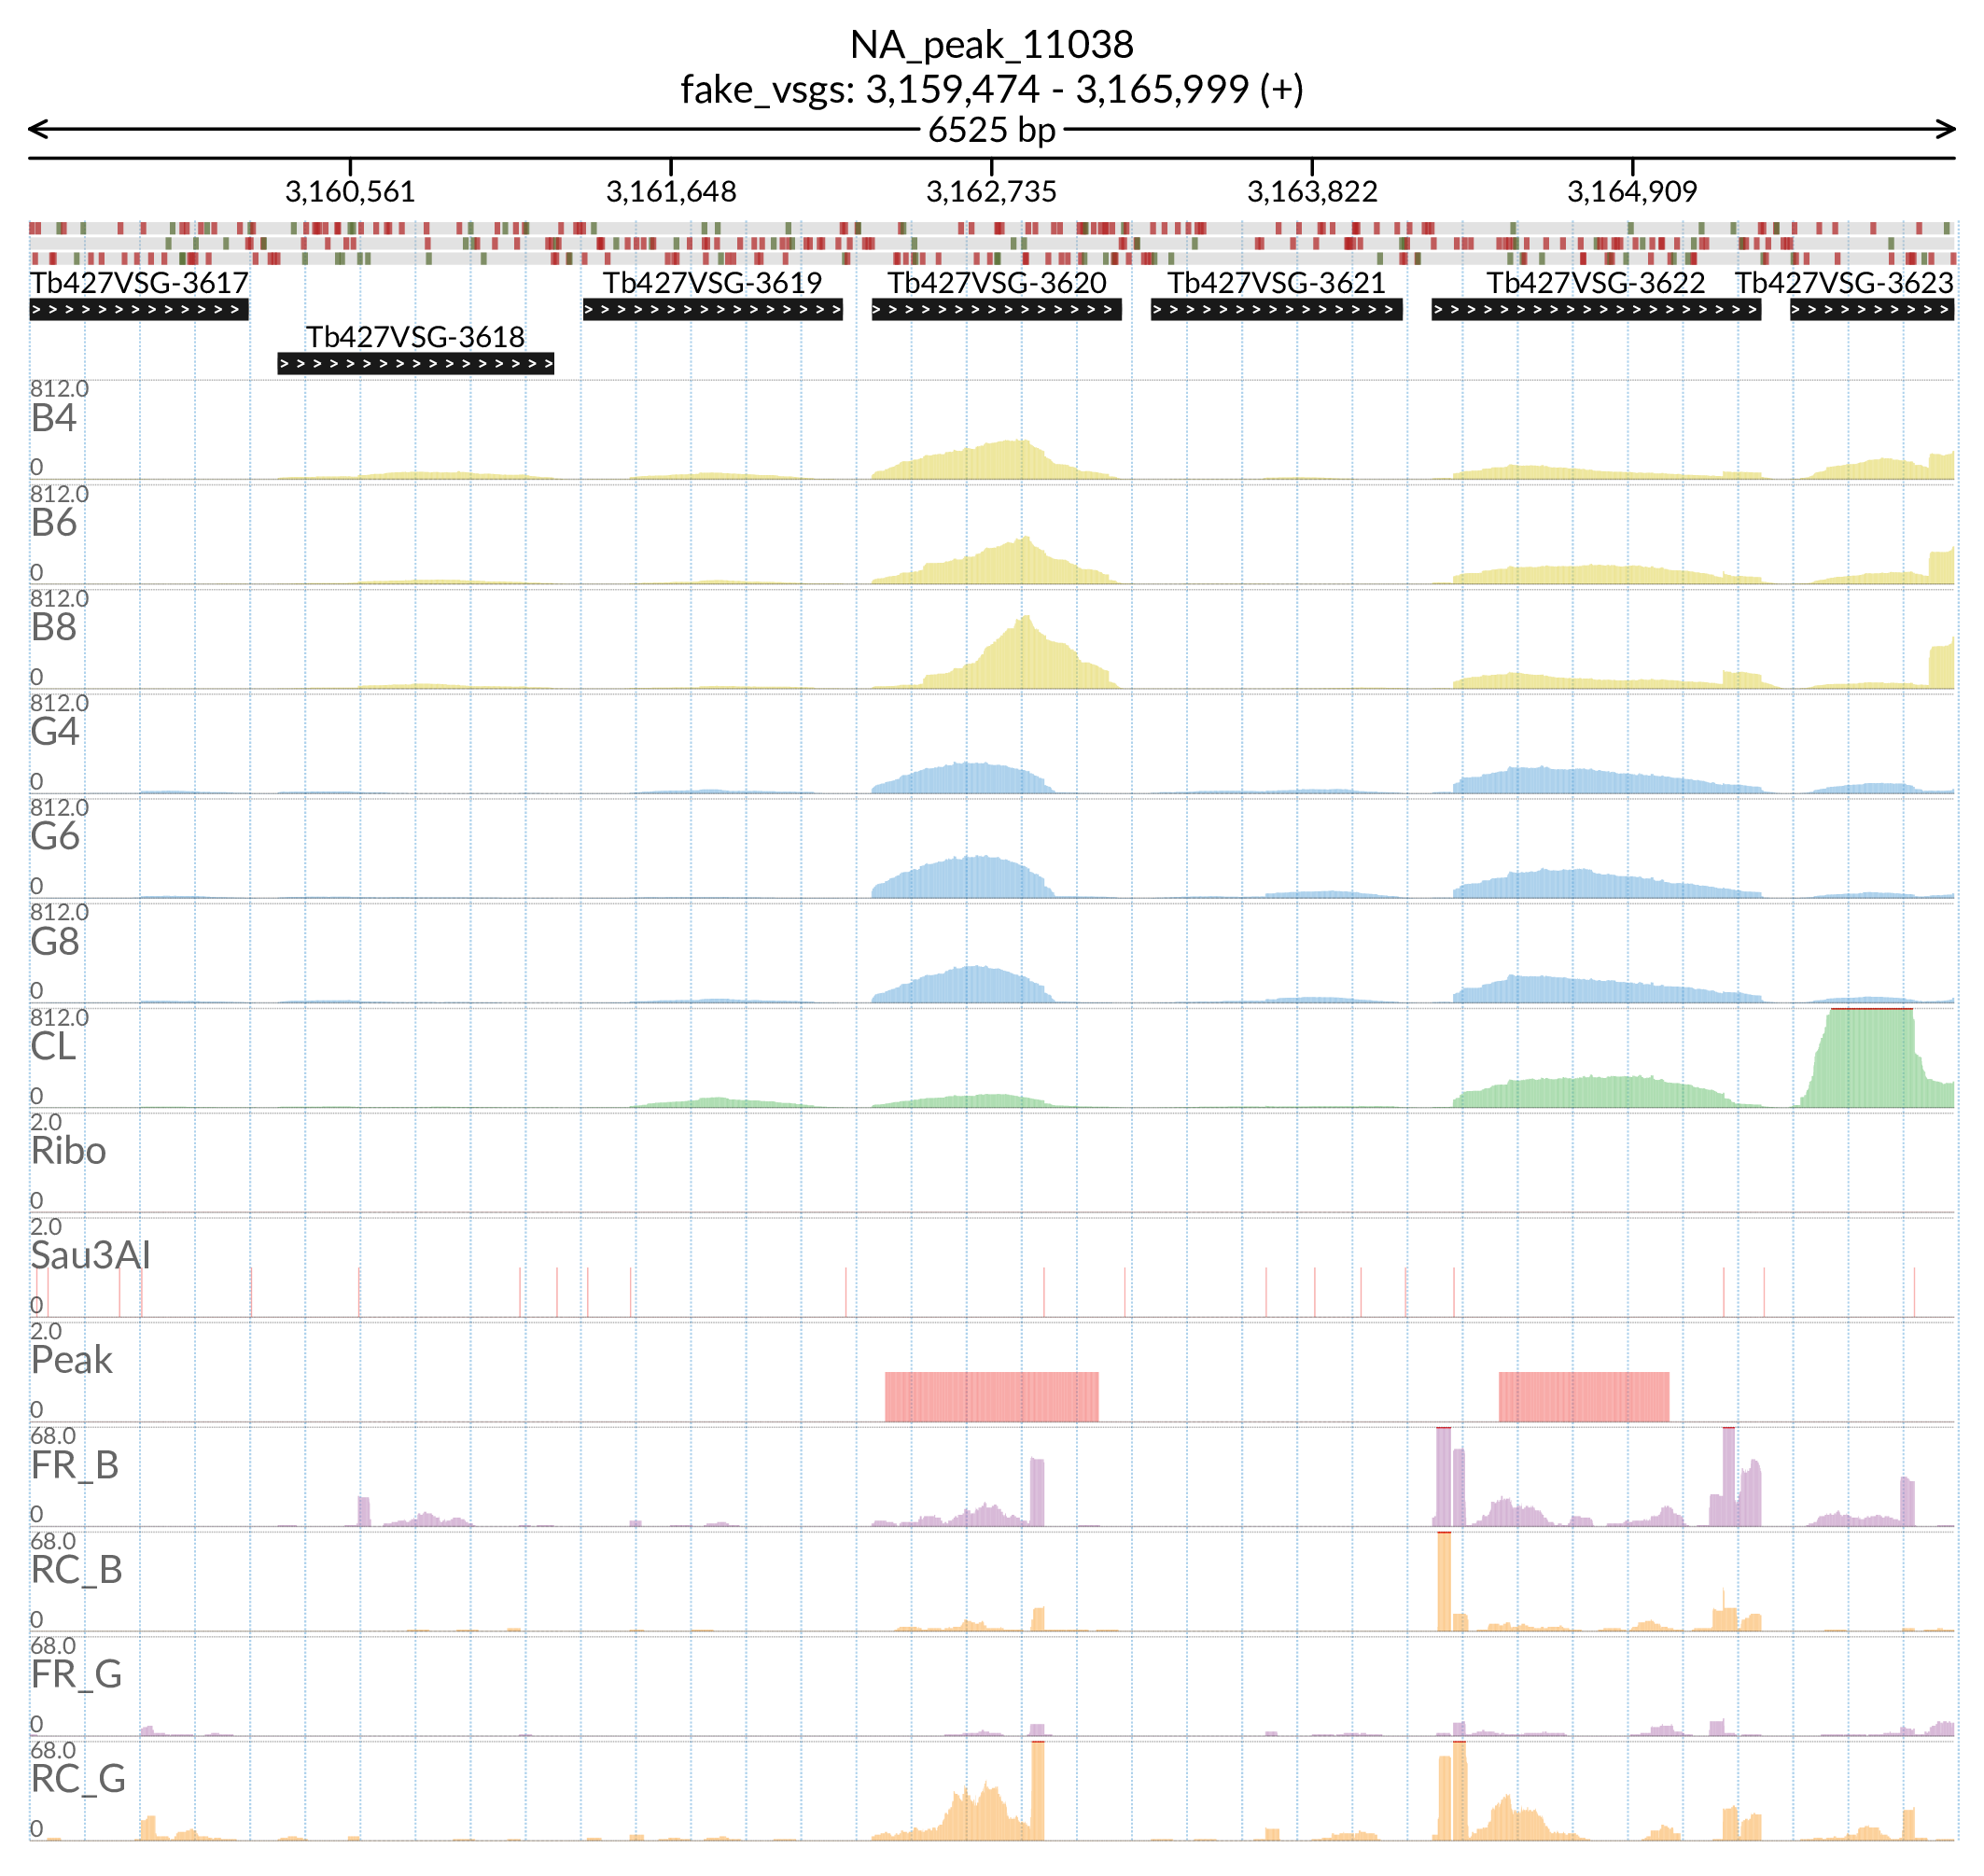 NA_peak_11038
fake_vsgs: 3,159,474 - 3,165,999 (+)
6525 bp
3,160,561 3,161,648 3,162,735 3,163,822 3,164,909
Tb427VSG-3617 Tb427VSG-3619 Tb427VSG-3620 Tb427VSG-3621 Tb427VSG-3622 Tb427VSG-3623
Tb427VSG-3618
812.0
B4
0
812.0
B6
0
812.0
B8
0
812.0
G4
0
812.0
G6
0
812.0
G8
0
812.0
CL
0
2.0
Ribo
0
2.0
Sau3AI
0
2.0
Peak
0
68.0
FR_B
0
68.0
RC_B
0
68.0
FR_G
0
68.0
RC_G
0